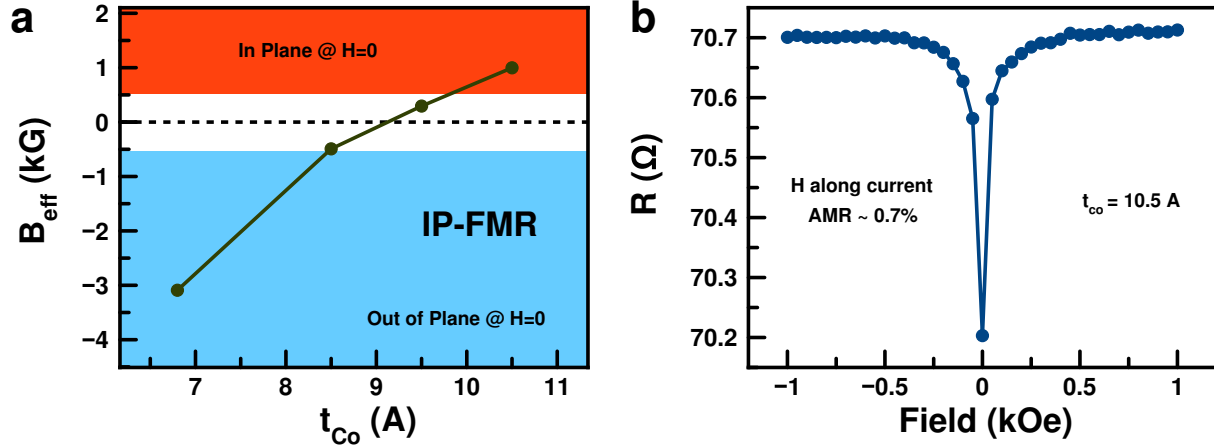 a
2
1
0
−1
−2
−3
−4
B_eff (kG)
In Plane @ H=0
IP-FMR
Out of Plane @ H=0
7 8 9 10 11
t_Co (A)
b
70.7
70.6
70.5
70.4
70.3
70.2
R (Ω)
H along current
AMR ~ 0.7%
t_co = 10.5 A
−1 −0.5 0 0.5 1
Field (kOe)